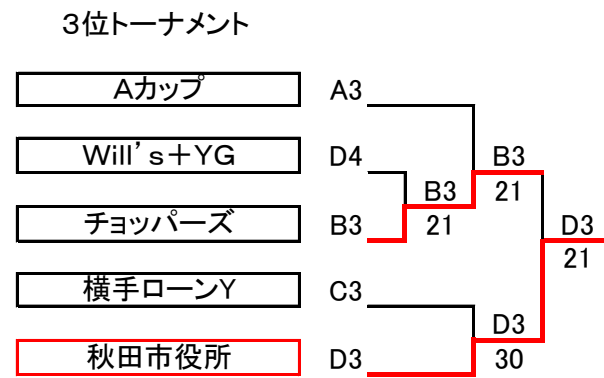 ３位トーナメント
Aカップ A3
Will’s＋YG D4
B3
21
B3
21
チョッパーズ B3
D3
21
横手ローンY C3
D3
30
秋田市役所 D3